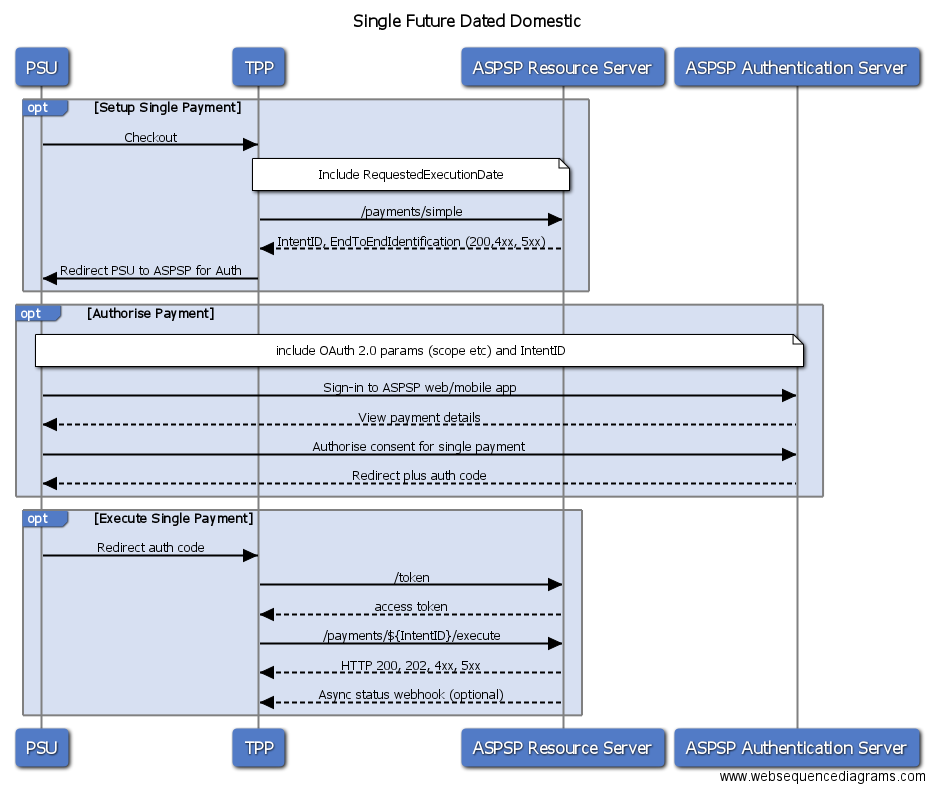 Single Future Dated Domestic
PSU
TPP
ASPSP Resource Server
ASPSP Authentication Server
opt
[Setup Single Payment]
Checkout
Include RequestedExecutionDate
/payments/simple
IntentID, EndToEndIdentification (200,4xx, 5xx)
Redirect PSU to ASPSP for Auth
opt
[Authorise Payment]
include OAuth 2.0 params (scope etc) and IntentID
Sign-in to ASPSP web/mobile app
View payment details
Authorise consent for single payment
Redirect plus auth code
opt
[Execute Single Payment]
Redirect auth code
/token
access token
/payments/${IntentID}/execute
HTTP 200, 202, 4xx, 5xx
Async status webhook (optional)
PSU
TPP
ASPSP Resource Server
ASPSP Authentication Server
www.websequencediagrams.com